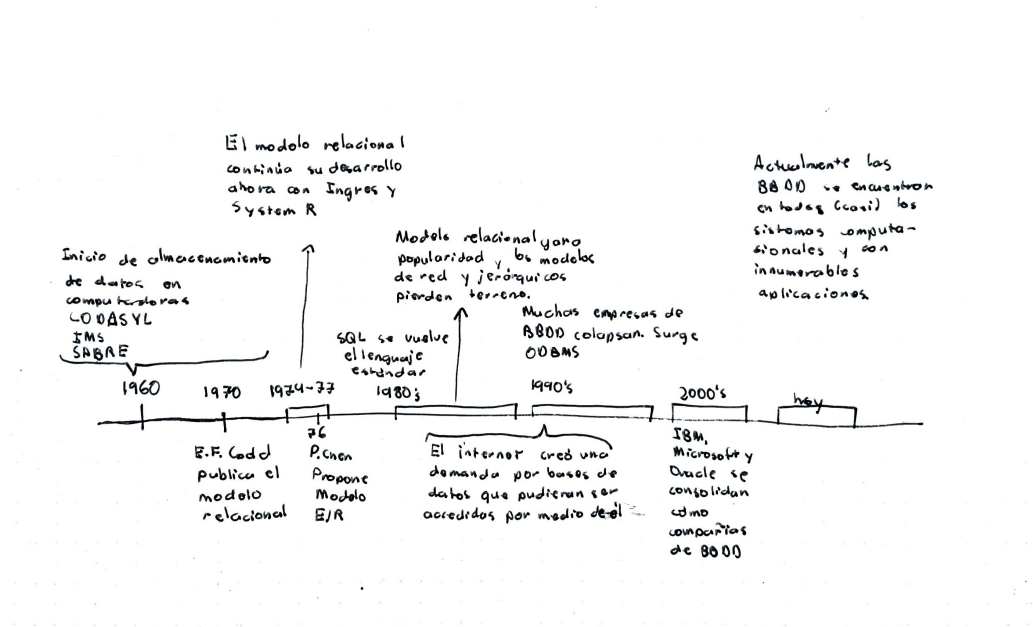 El modolo relacional
continúa su desarrollo
ahora con Ingres y
System R
Actualmente las
BBDD se encuentran
en todas (casi) los
sistemas computa-
sionales y con
innumerables
aplicaciones
Inicio de almacenamiento
de datos en
computadoras
CODASYL
IMS
SABRE
Modelo relacional gana
popularidad y los modelos
de red y jerárquicos
pierden terreno.
SQL se vuelve
el lenguaje
estándar
Muchas empresas de
BBDD colapsan. Surge
ODBMS
1960
1970
1974-77
1980's
1990's
2000's
hoy
E.F. Codd
publica el
modelo
relacional
76
P. Chen
Propone
Modelo
E/R
El internet creó una
demanda por bases de
datos que pudieran ser
accedidas por medio de él
IBM,
Microsoft y
Oracle se
consolidan
como
compañías
de BBDD